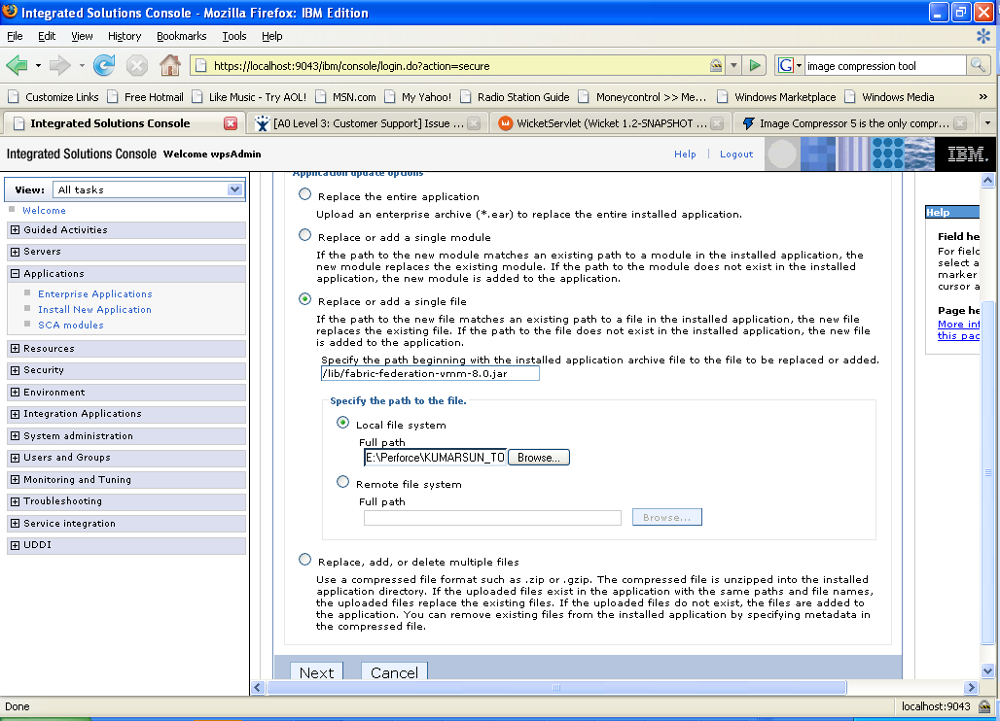 Integrated Solutions Console - Mozilla Firefox: IBM Edition
File Edit View History Bookmarks Tools Help
https://localhost:9043/ibm/console/login.do?action=secure
G image compression tool
Customize Links Free Hotmail Like Music - Try AOL! MSN.com My Yahoo! Radio Station Guide Moneycontrol >> Me... Windows Marketplace Windows Media »
Integrated Solutions Console [A0 Level 3: Customer Support] Issue ... WicketServlet (Wicket 1.2-SNAPSHOT ... Image Compressor 5 is the only compr...
Integrated Solutions Console Welcome wpsAdmin Help | Logout IBM.
View: All tasks
Welcome
Guided Activities
Servers
Applications
Enterprise Applications
Install New Application
SCA modules
Resources
Security
Environment
Integration Applications
System administration
Users and Groups
Monitoring and Tuning
Troubleshooting
Service integration
UDDI
Application update options
Replace the entire application
Upload an enterprise archive (*.ear) to replace the entire installed application.
Replace or add a single module
If the path to the new module matches an existing path to a module in the installed application, the
new module replaces the existing module. If the path to the module does not exist in the installed
application, the new module is added to the application.
Replace or add a single file
If the path to the new file matches an existing path to a file in the installed application, the new file
replaces the existing file. If the path to the file does not exist in the installed application, the new file
is added to the application.
Specify the path beginning with the installed application archive file to the file to be replaced or added.
/lib/fabric-federation-vmm-8.0.jar
Specify the path to the file.
Local file system
Full path
E:\Perforce\KUMARSUN_TO Browse...
Remote file system
Full path
Browse...
Replace, add, or delete multiple files
Use a compressed file format such as .zip or .gzip. The compressed file is unzipped into the installed
application directory. If the uploaded files exist in the application with the same paths and file names,
the uploaded files replace the existing files. If the uploaded files do not exist, the files are added to
the application. You can remove existing files from the installed application by specifying metadata in
the compressed file.
Next Cancel
Help
Field he
For field
select a
marker
cursor a
Page he
More inf
this pag
Done localhost:9043